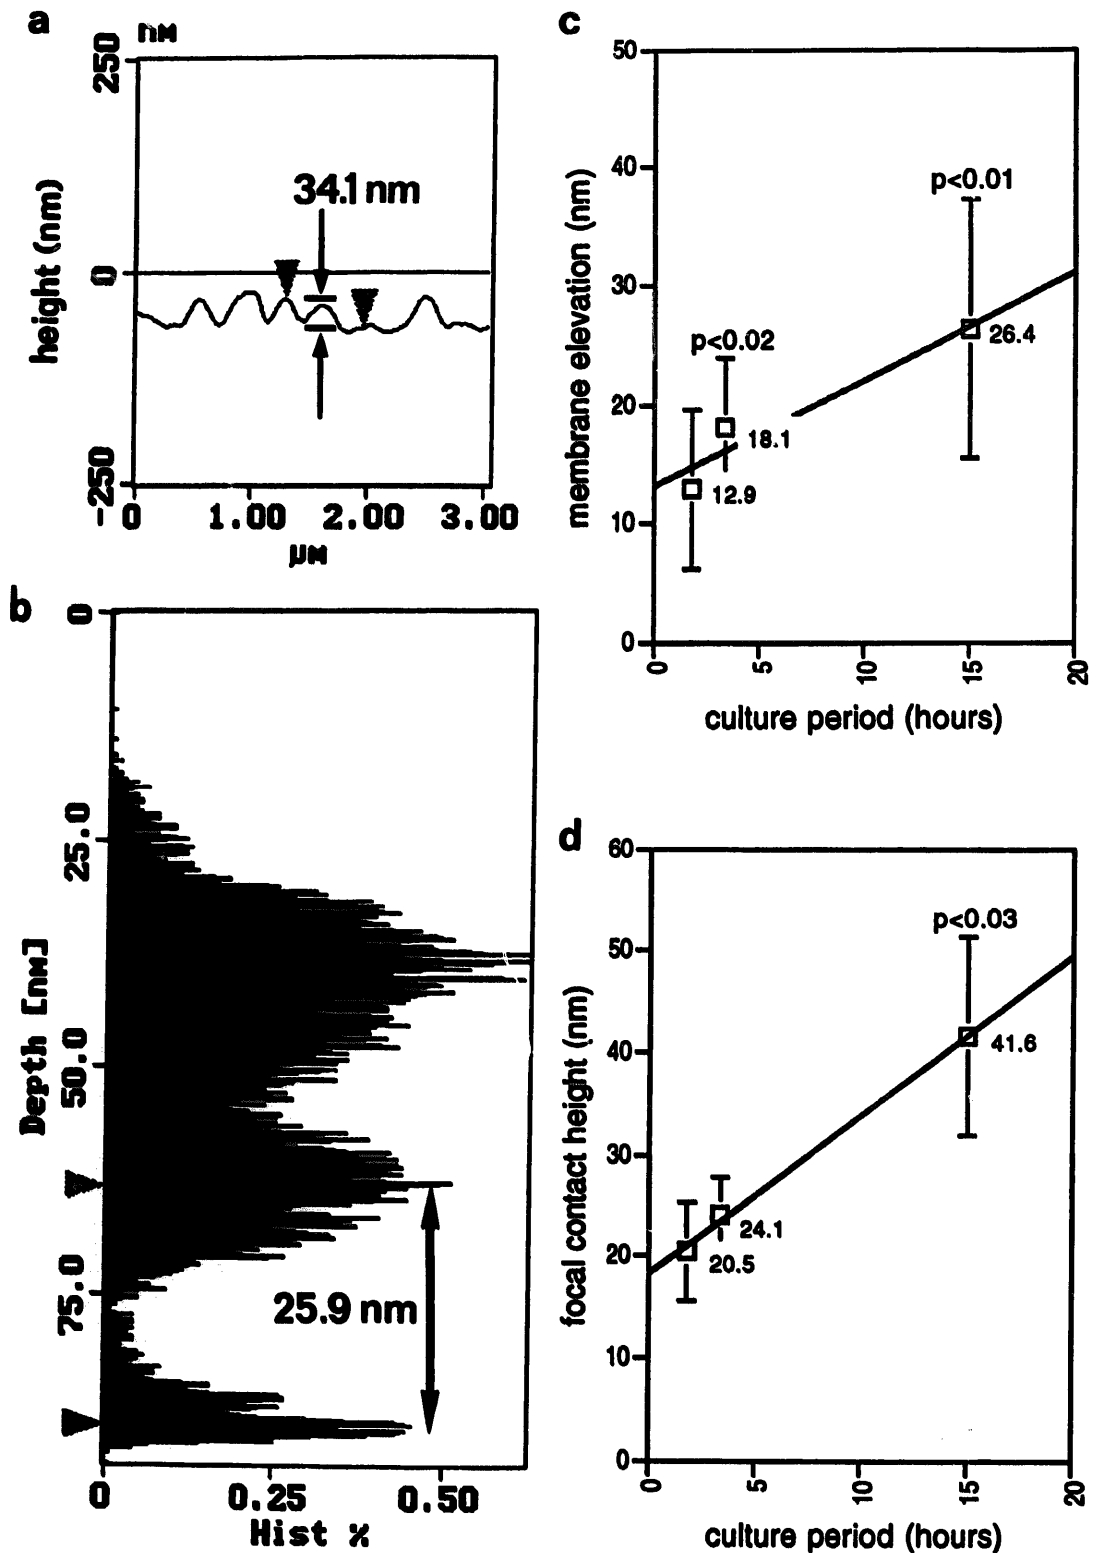 a
nM
250
0
-250
height (nm)
34.1 nm
0
1.00
2.00
3.00
µM
b
0
25.0
50.0
75.0
Depth [nM]
25.9 nm
0
0.25
0.50
Hist %
c
50
40
30
20
10
0
membrane elevation (nm)
p<0.01
p<0.02
26.4
18.1
12.9
0
5
10
15
20
culture period (hours)
d
60
50
40
30
20
10
0
focal contact height (nm)
p<0.03
41.6
24.1
20.5
0
5
10
15
20
culture period (hours)